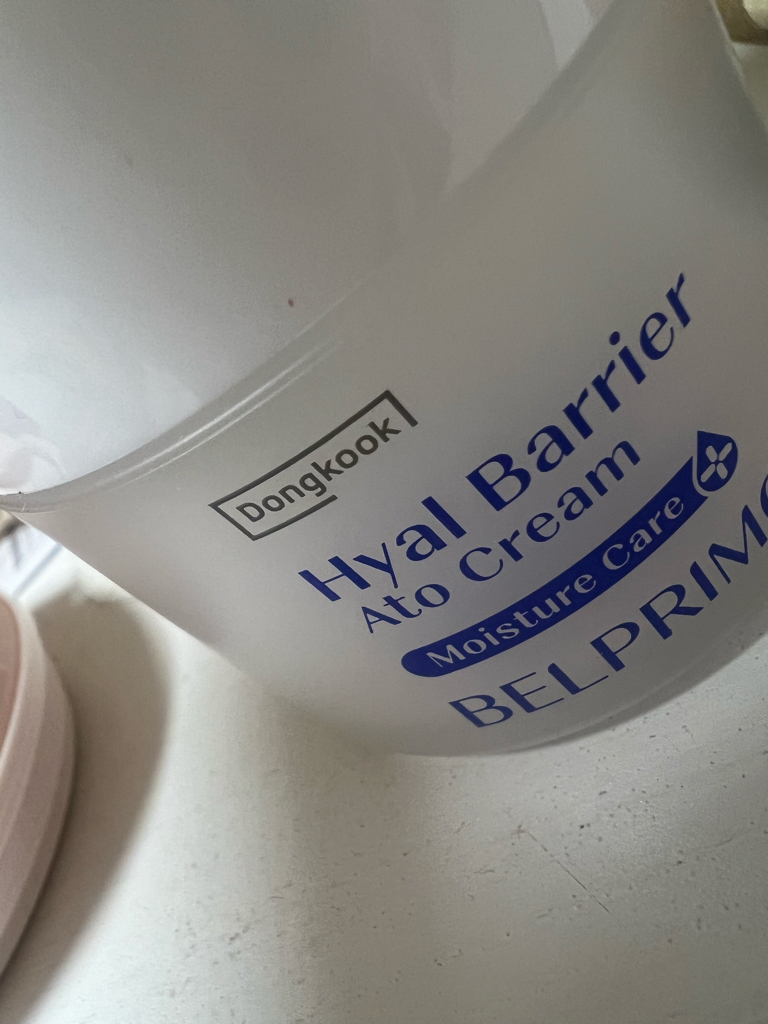 Dongkook
Hyal Barrier
Ato Cream
Moisture Care
BELPRIM